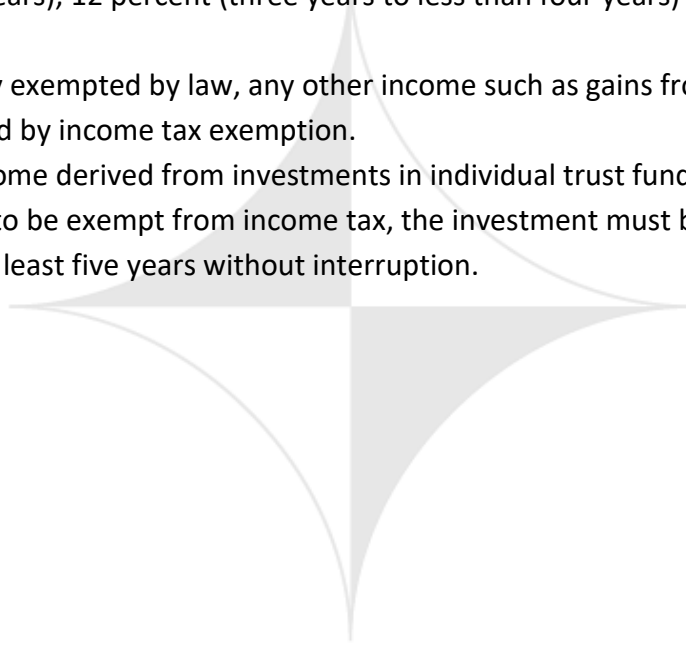 ears), 12 percent (three years to less than four years)
y exempted by law, any other income such as gains fro
d by income tax exemption.
ome derived from investments in individual trust fund
to be exempt from income tax, the investment must b
least five years without interruption.